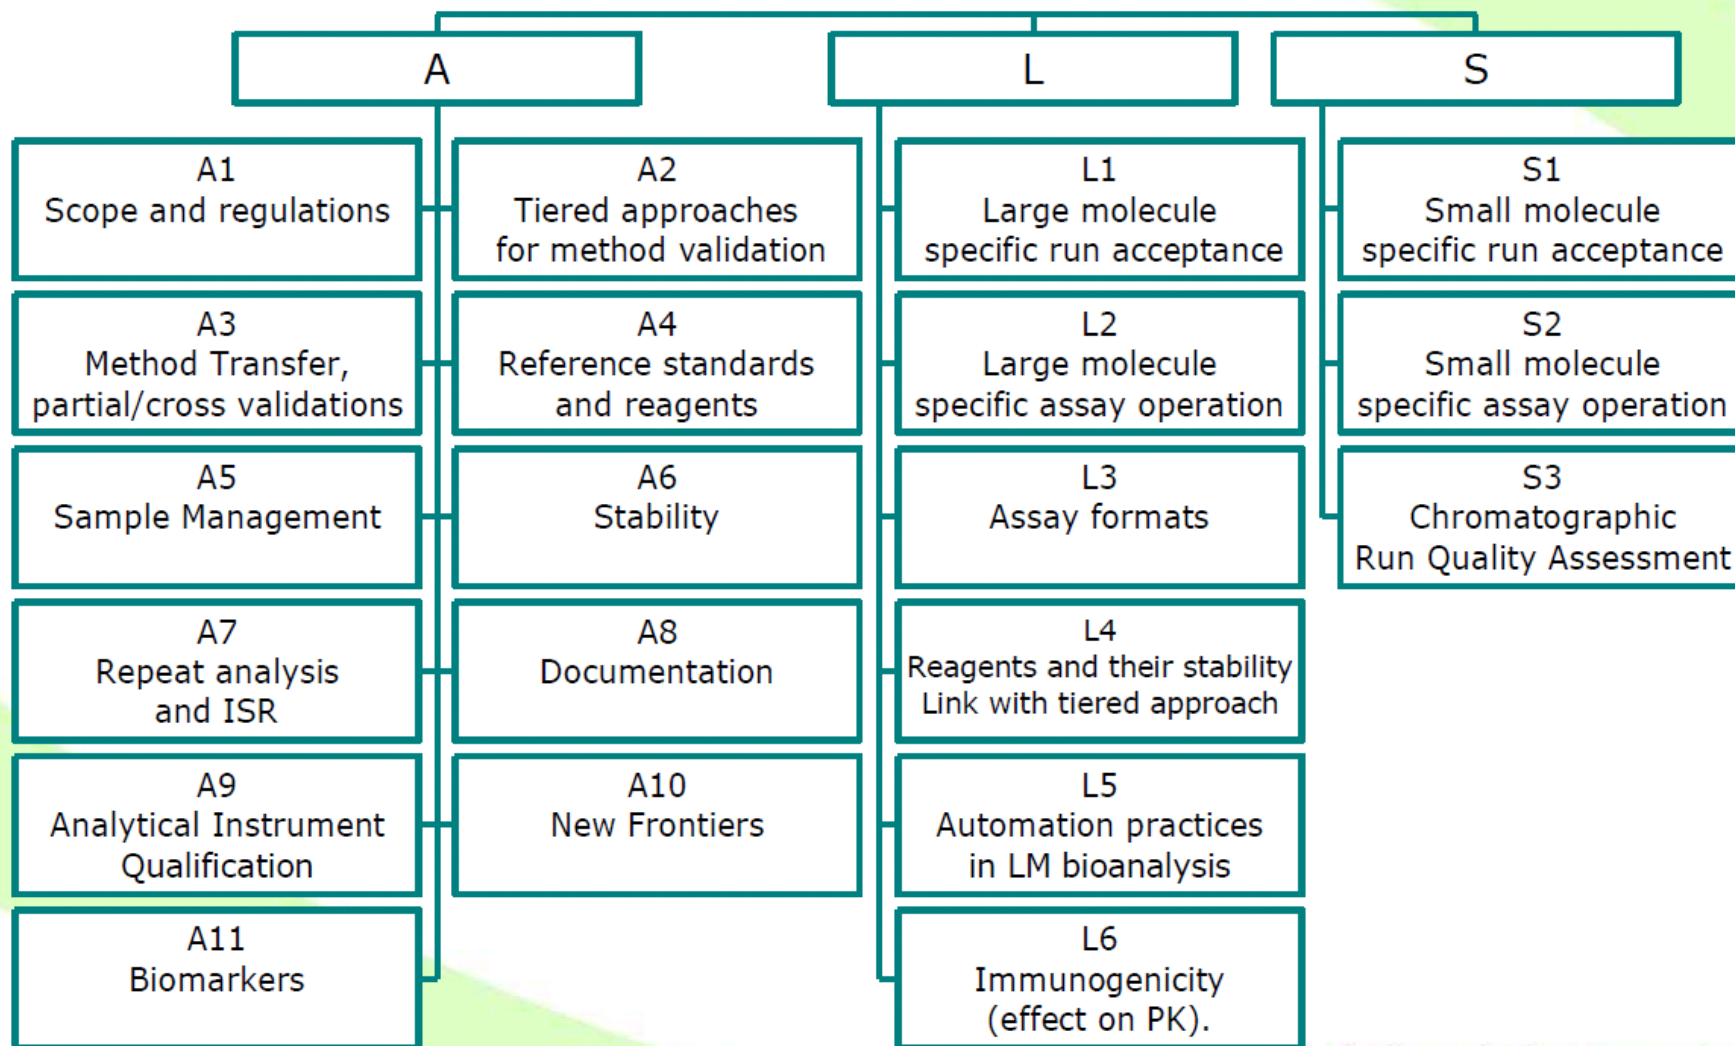 A
L
S
A1
Scope and regulations
A2
Tiered approaches
for method validation
L1
Large molecule
specific run acceptance
S1
Small molecule
specific run acceptance
A3
Method Transfer,
partial/cross validations
A4
Reference standards
and reagents
L2
Large molecule
specific assay operation
S2
Small molecule
specific assay operation
A5
Sample Management
A6
Stability
L3
Assay formats
S3
Chromatographic
Run Quality Assessment
A7
Repeat analysis
and ISR
A8
Documentation
L4
Reagents and their stability
Link with tiered approach
A9
Analytical Instrument
Qualification
A10
New Frontiers
L5
Automation practices
in LM bioanalysis
A11
Biomarkers
L6
Immunogenicity
(effect on PK).